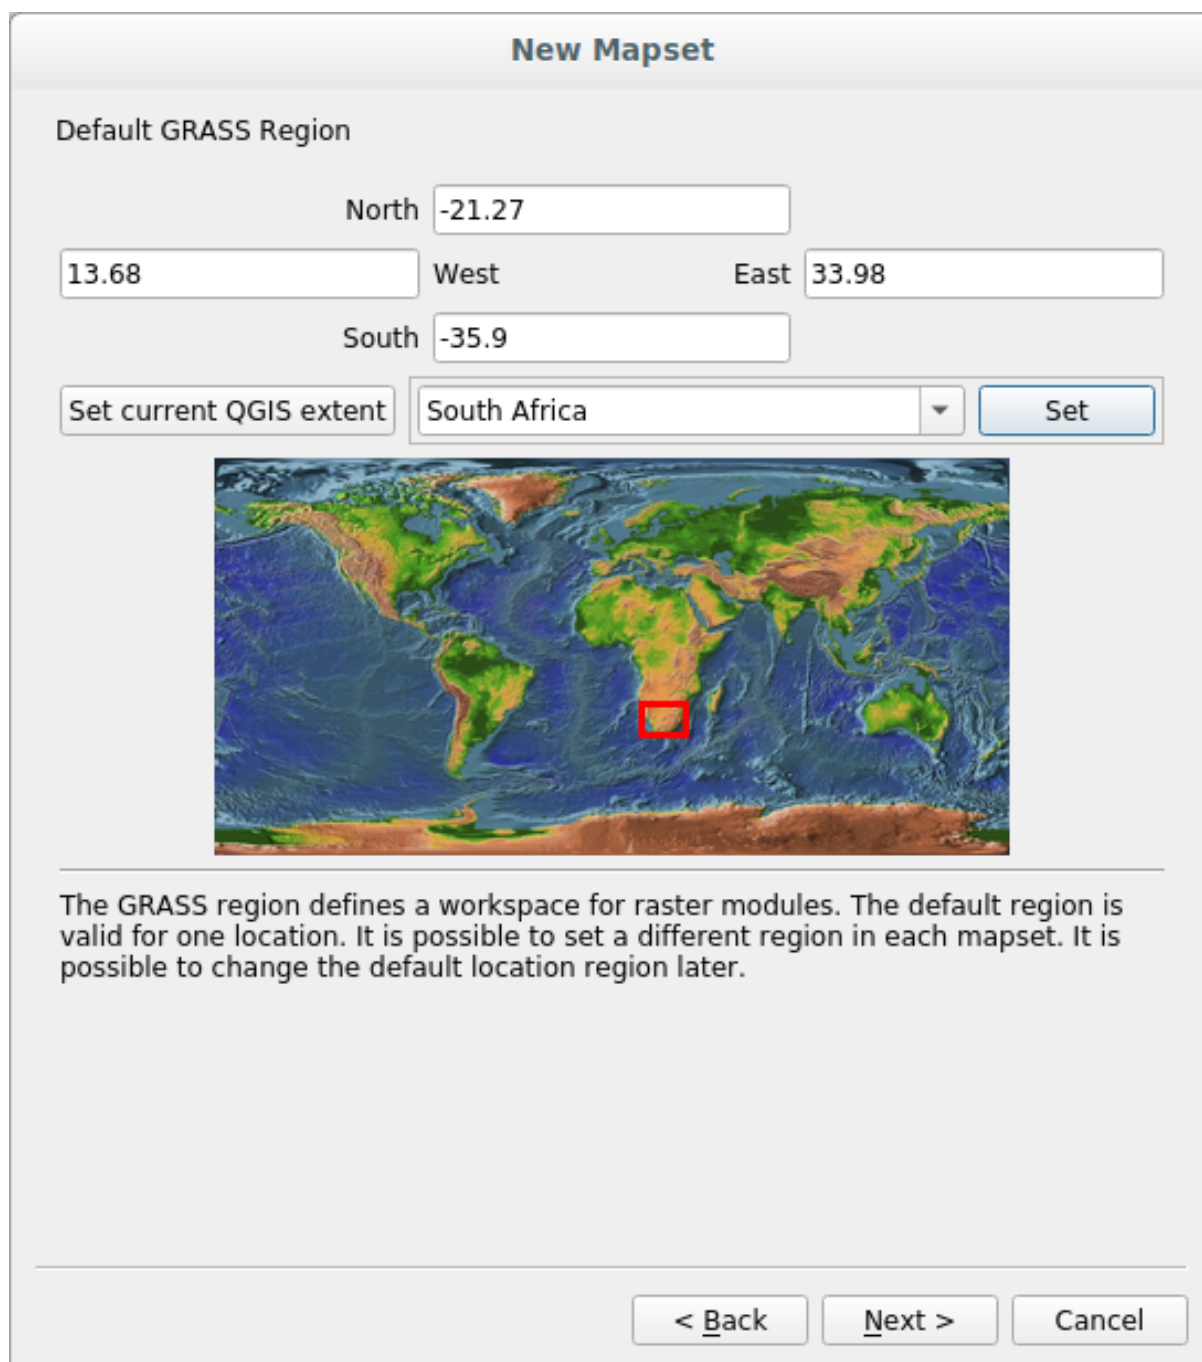 New Mapset
Default GRASS Region
North -21.27
13.68 West East 33.98
South -35.9
Set current QGIS extent South Africa Set
The GRASS region defines a workspace for raster modules. The default region is
valid for one location. It is possible to set a different region in each mapset. It is
possible to change the default location region later.
< Back Next > Cancel